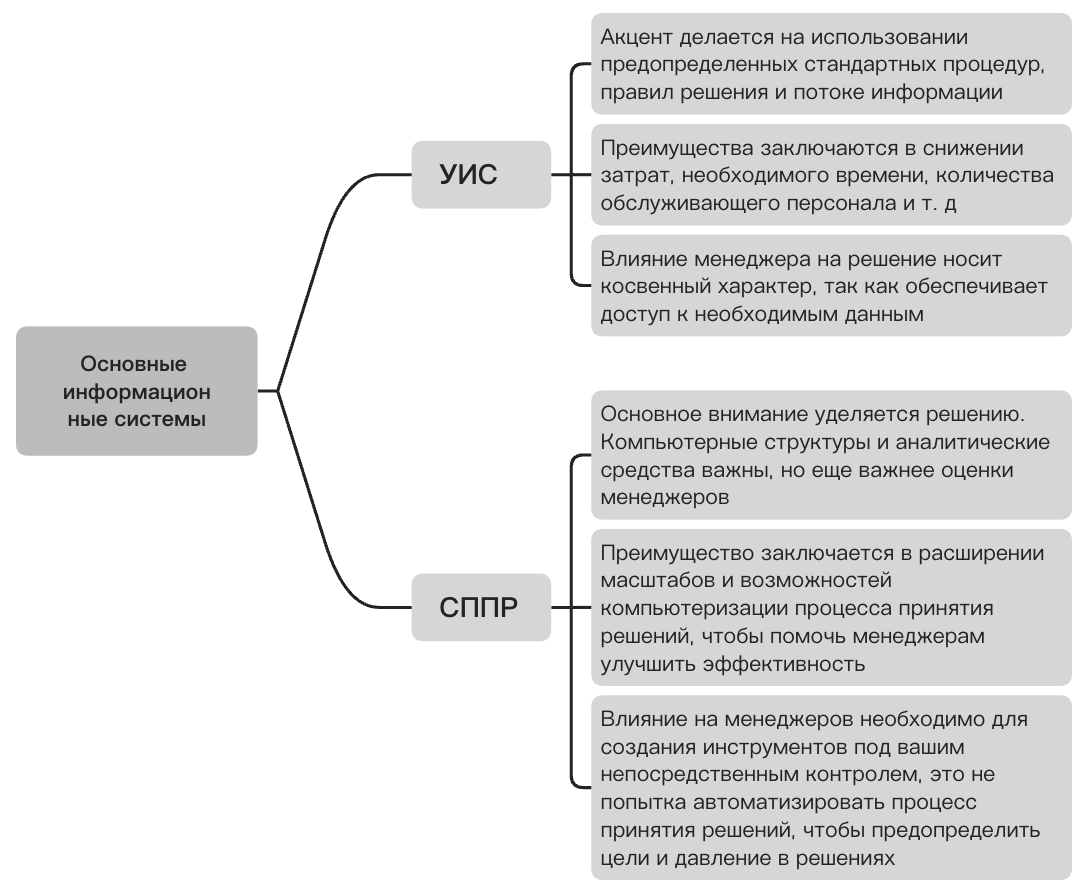 Основные
информацион
ные системы
УИС
Акцент делается на использовании
предопределенных стандартных процедур,
правил решения и потоке информации
Преимущества заключаются в снижении
затрат, необходимого времени, количества
обслуживающего персонала и т. д
Влияние менеджера на решение носит
косвенный характер, так как обеспечивает
доступ к необходимым данным
СППР
Основное внимание уделяется решению.
Компьютерные структуры и аналитические
средства важны, но еще важнее оценки
менеджеров
Преимущество заключается в расширении
масштабов и возможностей
компьютеризации процесса принятия
решений, чтобы помочь менеджерам
улучшить эффективность
Влияние на менеджеров необходимо для
создания инструментов под вашим
непосредственным контролем, это не
попытка автоматизировать процесс
принятия решений, чтобы предопределить
цели и давление в решениях